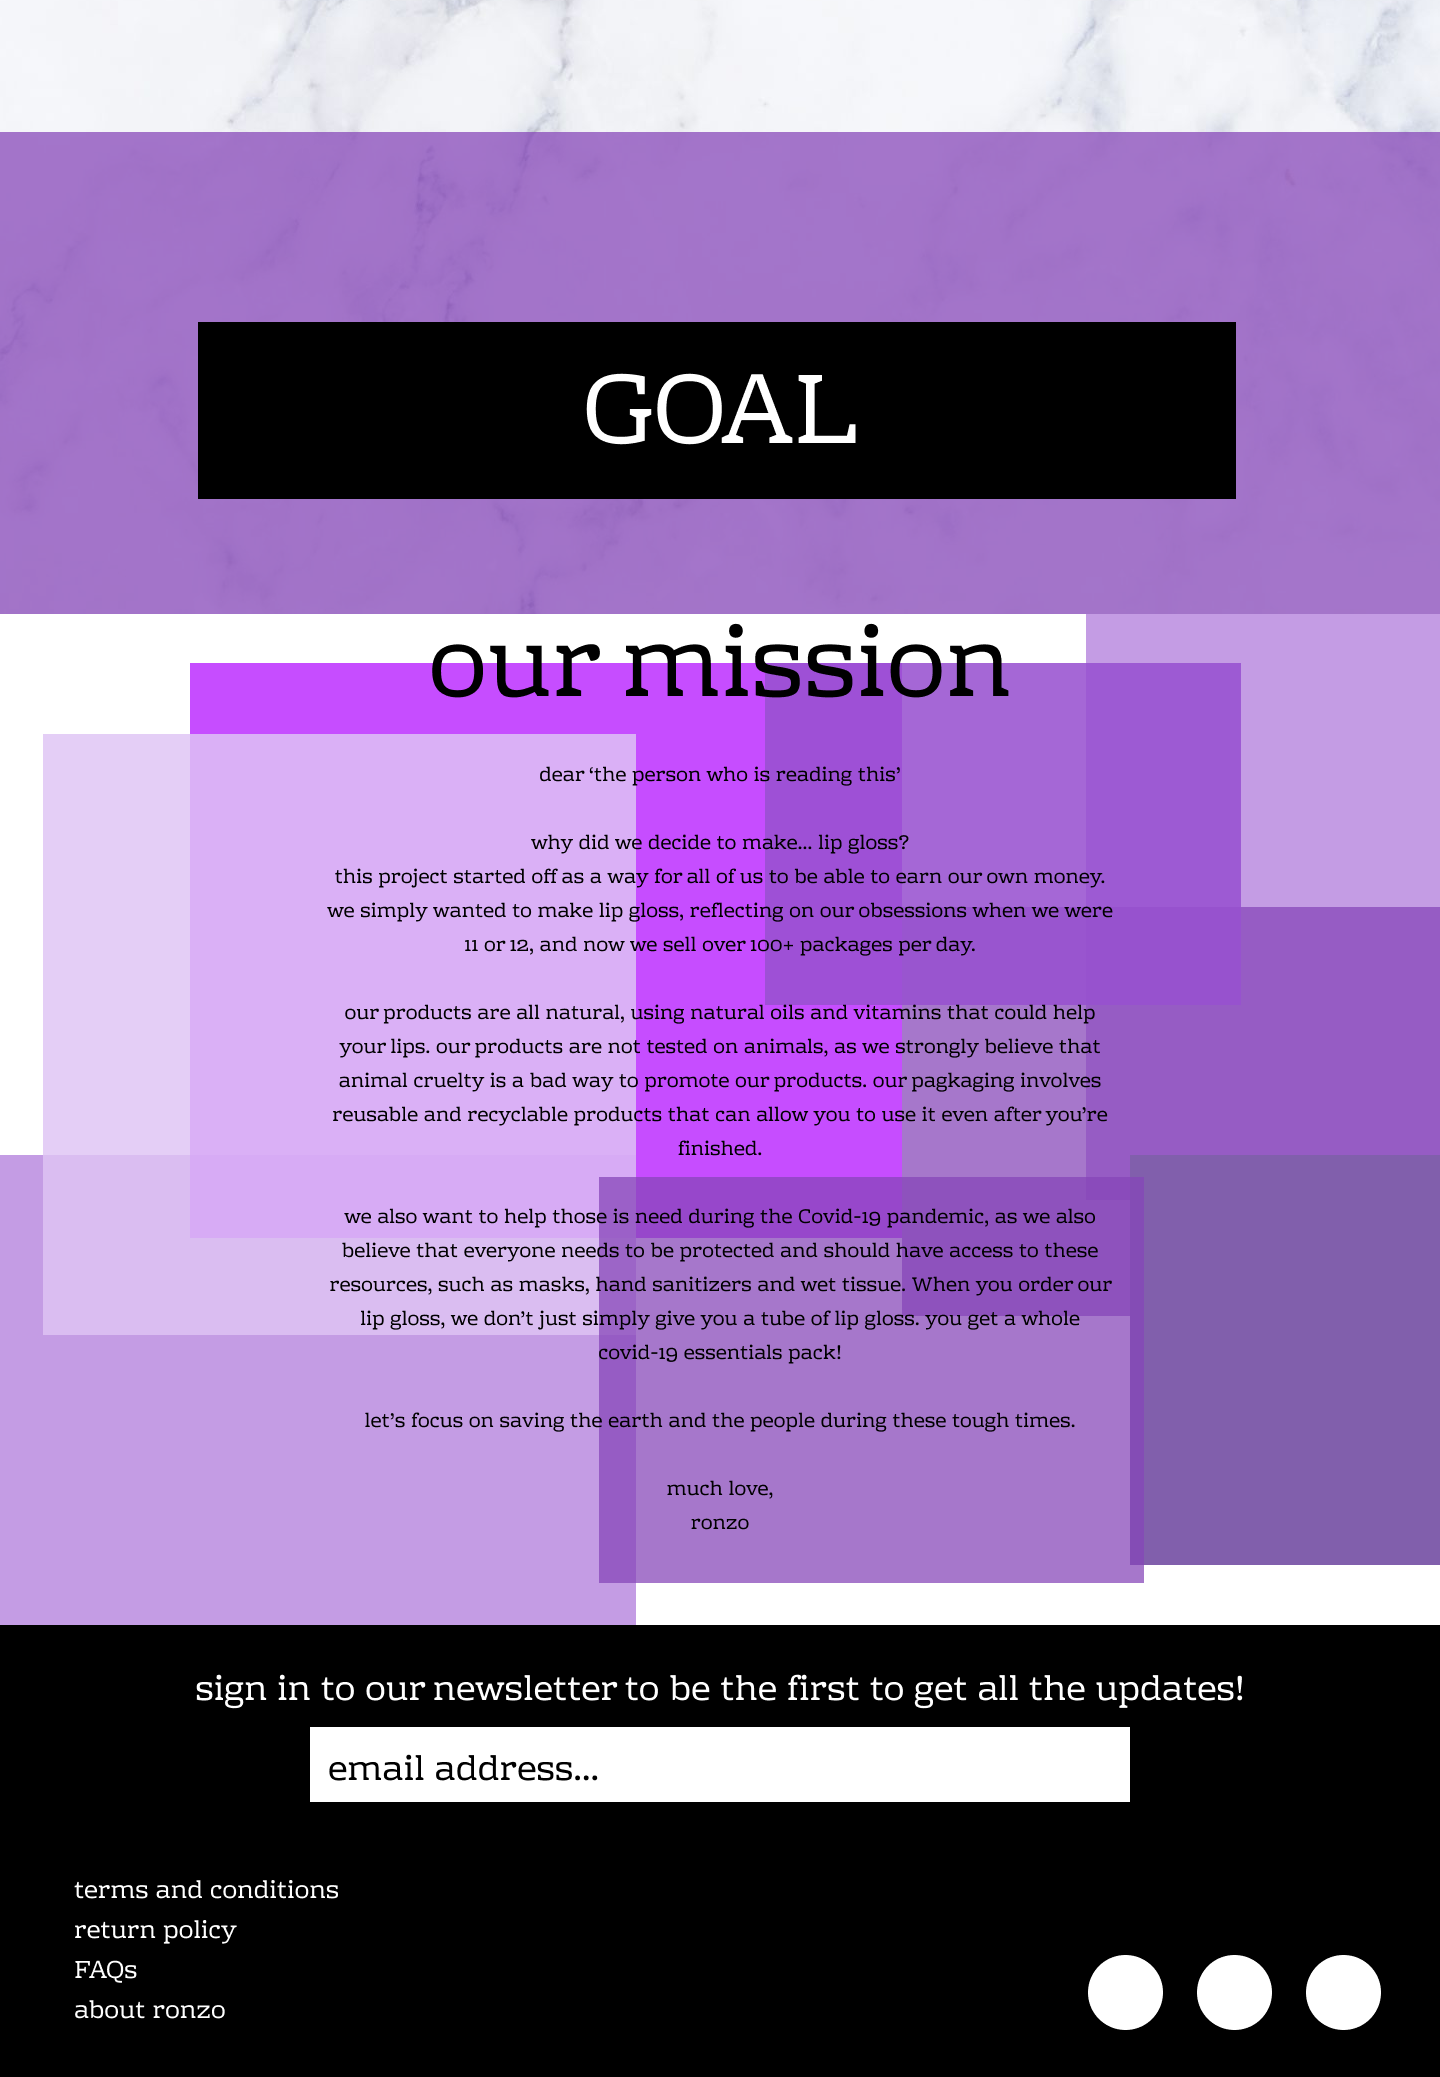 GOAL
our mission
dear ‘the person who is reading this’
why did we decide to make... lip gloss?
this project started off as a way for all of us to be able to earn our own money.
we simply wanted to make lip gloss, reflecting on our obsessions when we were
11 or 12, and now we sell over 100+ packages per day.
our products are all natural, using natural oils and vitamins that could help
your lips. our products are not tested on animals, as we strongly believe that
animal cruelty is a bad way to promote our products. our pagkaging involves
reusable and recyclable products that can allow you to use it even after you’re
finished.
we also want to help those is need during the Covid-19 pandemic, as we also
believe that everyone needs to be protected and should have access to these
resources, such as masks, hand sanitizers and wet tissue. When you order our
lip gloss, we don’t just simply give you a tube of lip gloss. you get a whole
covid-19 essentials pack!
let’s focus on saving the earth and the people during these tough times.
much love,
ronzo
sign in to our newsletter to be the first to get all the updates!
email address...
terms and conditions
return policy
FAQs
about ronzo